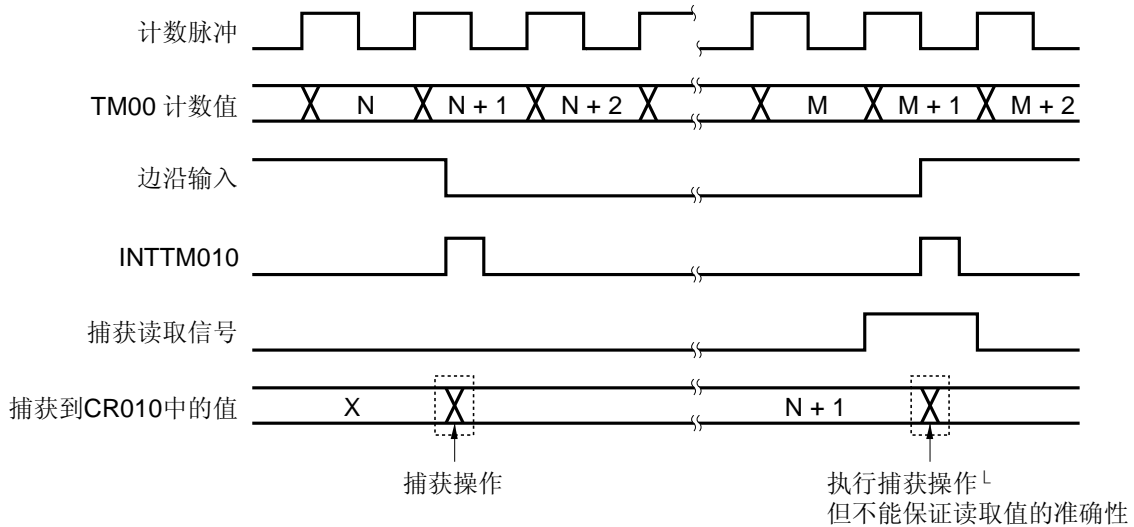 计数脉冲
TM00 计数值
N
N + 1
N + 2
M
M + 1
M + 2
边沿输入
INTTM010
捕获读取信号
捕获到CR010中的值
X
N + 1
捕获操作
执行捕获操作└
但不能保证读取值的准确性